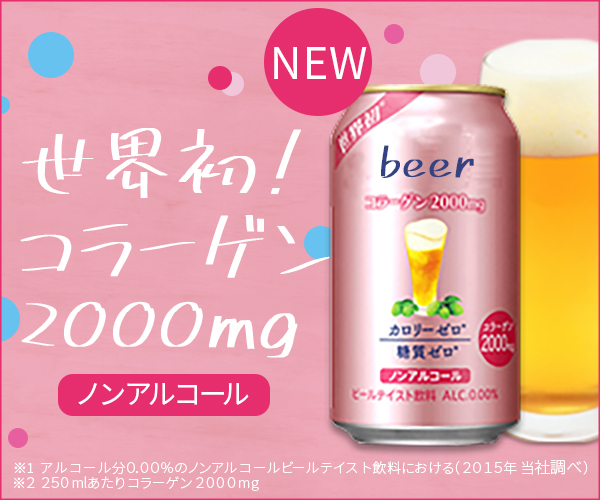 NEW
世界初!
コラーゲン
2000mg
ノンアルコール
世界初*
beer
コラーゲン2000mg
カロリーゼロ*
糖質ゼロ*
コラーゲン
2000mg
ノンアルコール
ビールテイスト飲料 ALC.0.00%
※1 アルコール分0.00%のノンアルコールビールテイスト飲料における(2015年 当社調べ)
※2 250mlあたりコラーゲン2000mg